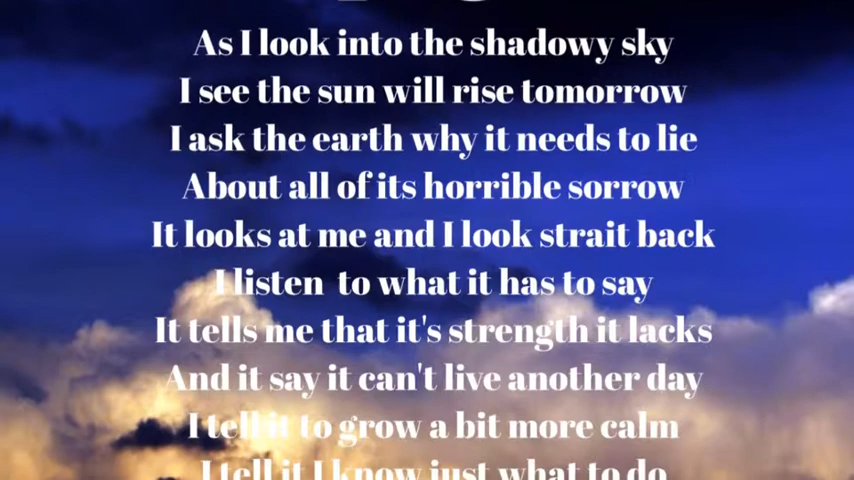 As I look into the shadowy sky
I see the sun will rise tomorrow
I ask the earth why it needs to lie
About all of its horrible sorrow
It looks at me and I look strait back
I listen to what it has to say
It tells me that it's strength it lacks
And it say it can't live another day
I tell it to grow a bit more calm
I tell it I know just what to do